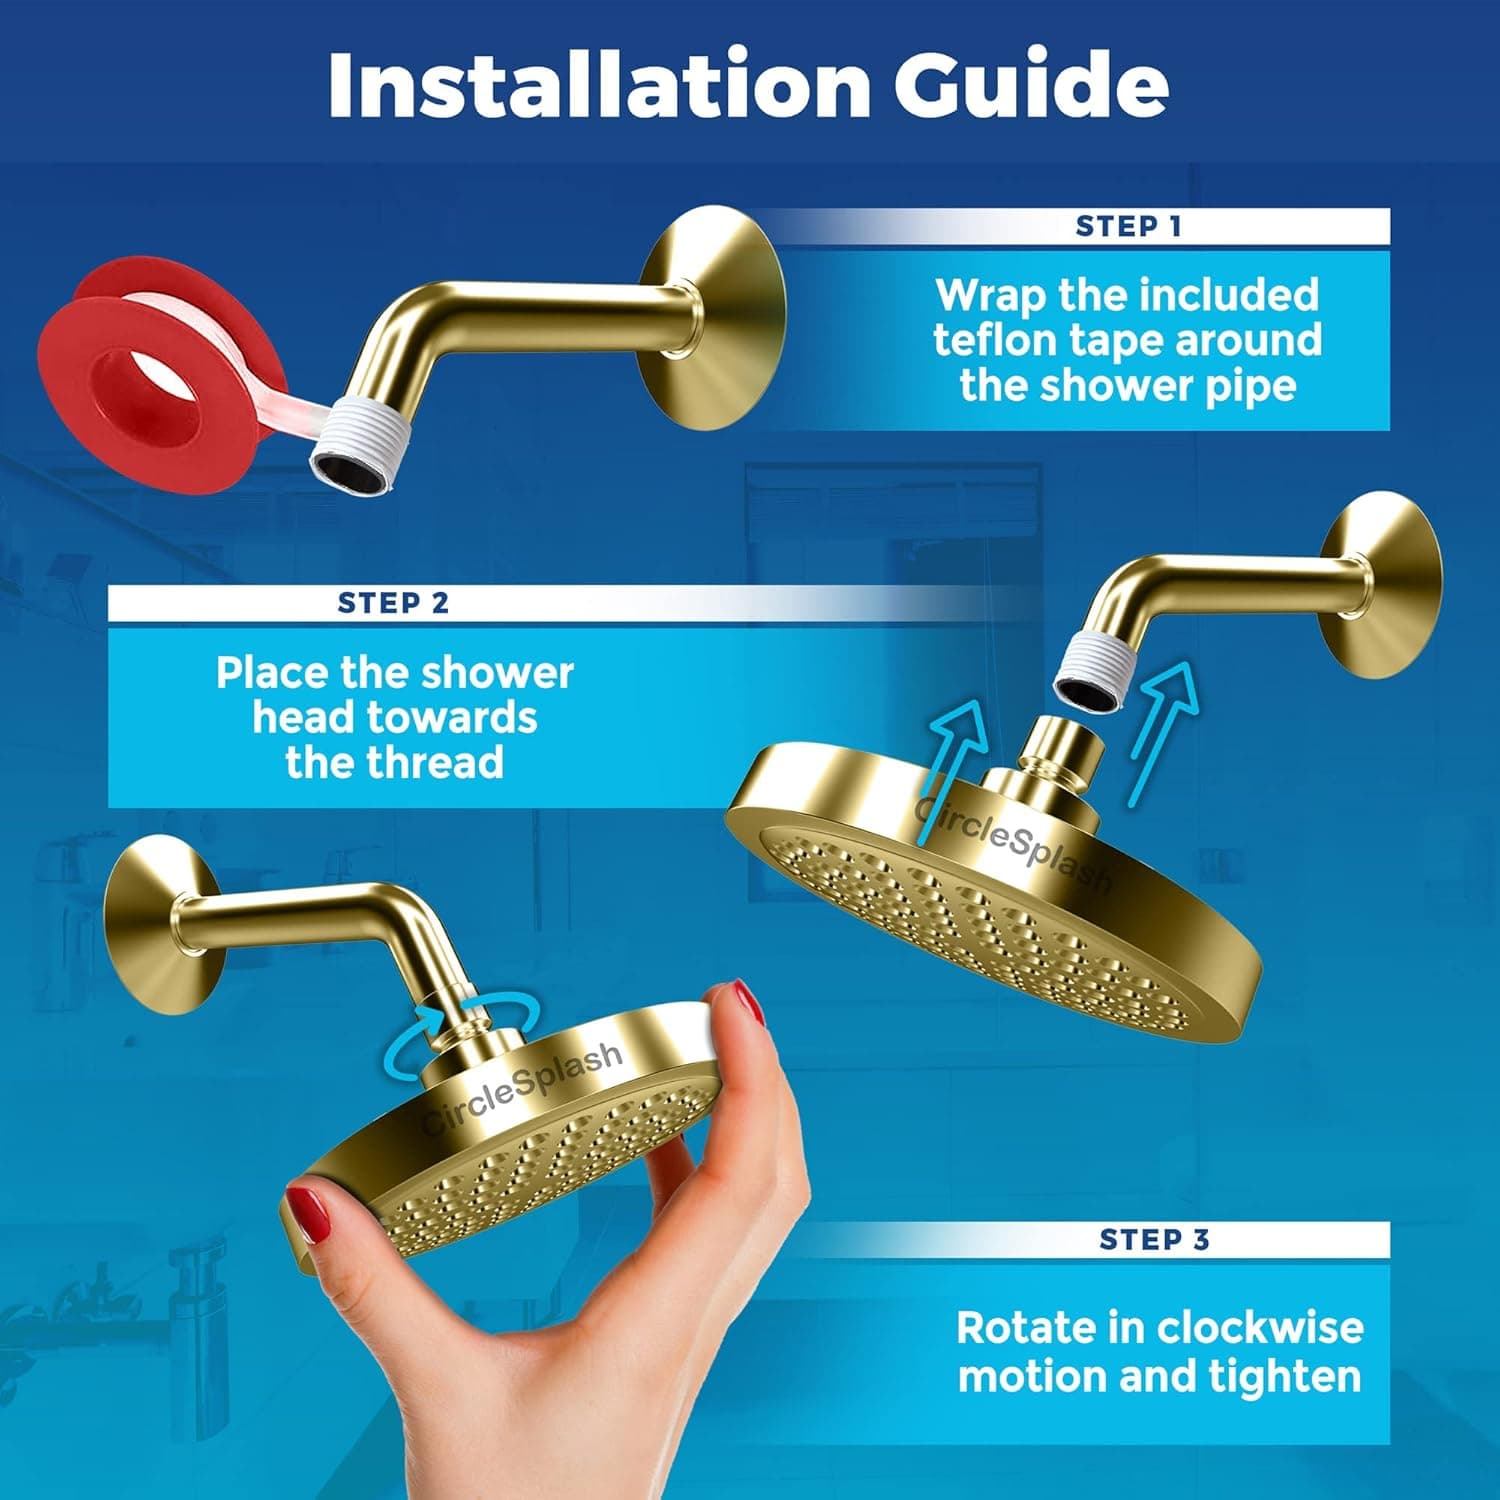 Installation Guide
STEP 1
Wrap the included
teflon tape around
the shower pipe
STEP 2
Place the shower
head towards
the thread
CircleSplash
CircleSplash
STEP 3
Rotate in clockwise
motion and tighten